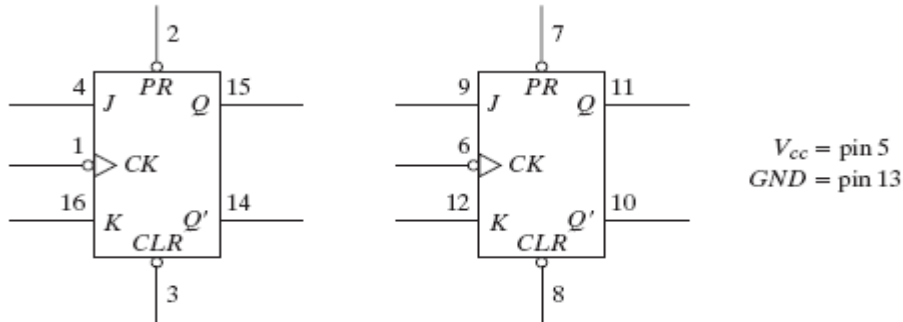 2
7
4 PR 15
J Q
9 PR 11
J Q
1
CK
6
CK
V_cc = pin 5
GND = pin 13
16 14
K Q'
12 10
K Q'
CLR
CLR
3
8